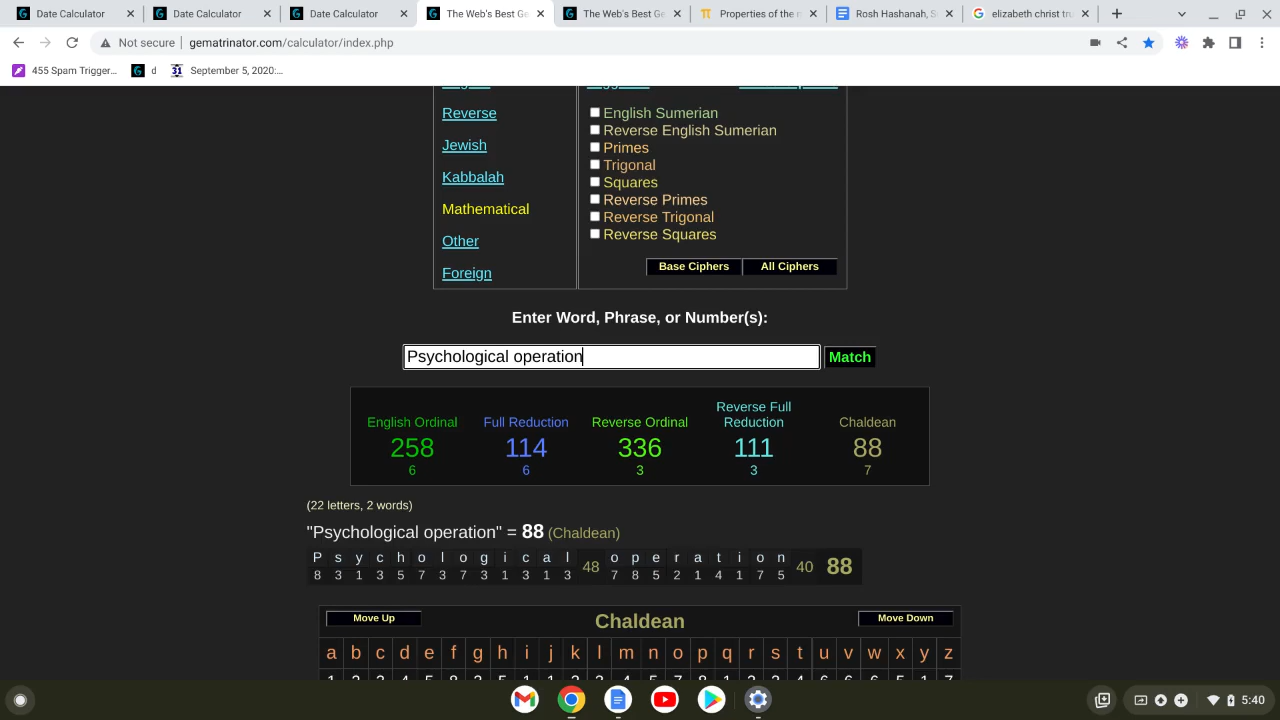 Date Calculator
Date Calculator
Date Calculator
The Web's Best Ge
The Web's Best Ge
Properties of the
Rosh Hashanah, S
elizabeth christ tru
Not secure | gematrinator.com/calculator/index.php
455 Spam Trigger...
d
31
September 5, 2020:...
Reverse
Jewish
Kabbalah
Mathematical
Other
Foreign
English Sumerian
Reverse English Sumerian
Primes
Trigonal
Squares
Reverse Primes
Reverse Trigonal
Reverse Squares
Base Ciphers
All Ciphers
Enter Word, Phrase, or Number(s):
Psychological operation
Match
English Ordinal
258
6
Full Reduction
114
6
Reverse Ordinal
336
3
Reverse Full
Reduction
111
3
Chaldean
88
7
(22 letters, 2 words)
"Psychological operation" = 88 (Chaldean)
P s y c h o l o g i c a l o p e r a t i o n
8 3 1 3 5 7 3 7 3 1 3 1 3 48 7 8 5 2 1 4 1 7 5 40 88
Move Up
Chaldean
Move Down
a b c d e f g h i j k l m n o p q r s t u v w x y z
5:40